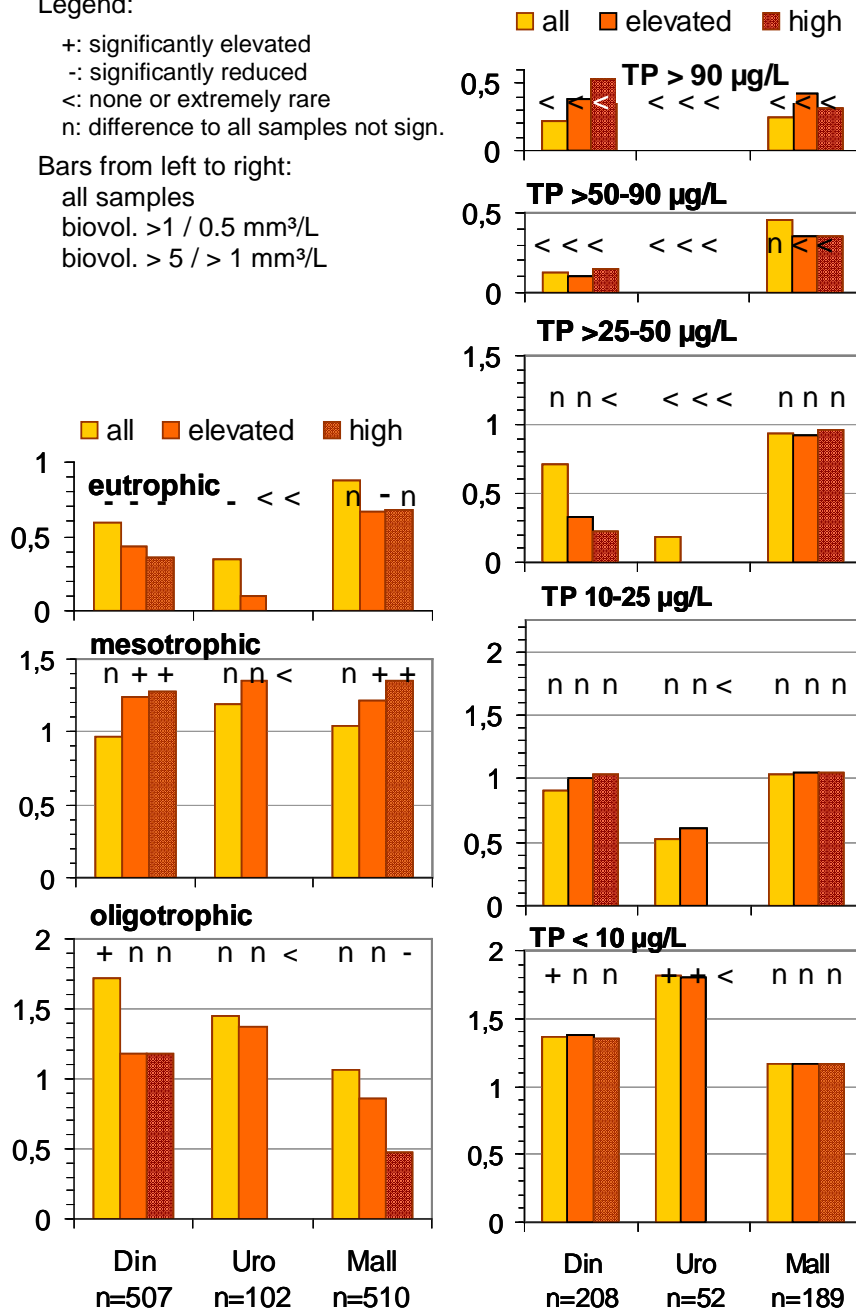 Legend:
+: significantly elevated
-: significantly reduced
<: none or extremely rare
n: difference to all samples not sign.
Bars from left to right:
all samples
biovol. >1 / 0.5 mm³/L
biovol. > 5 / > 1 mm³/L
all elevated high
1
0,5
0
eutrophic
- - - - < < n - n
1,5
1
0,5
0
mesotrophic
n + + n n < n + +
2
1,5
1
0,5
0
oligotrophic
+ n n n n < n n -
Din Uro Mall
n=507 n=102 n=510
all elevated high
0,5
0
TP > 90 µg/L
< < < < < < < < <
0,5
0
TP >50-90 µg/L
< < < < < < n < <
1,5
1
0,5
0
TP >25-50 µg/L
n n < < < < n n n
2
1,5
1
0,5
0
TP 10-25 µg/L
n n n n n < n n n
2
1,5
1
0,5
0
TP < 10 µg/L
+ n n + + < n n n
Din Uro Mall
n=208 n=52 n=189